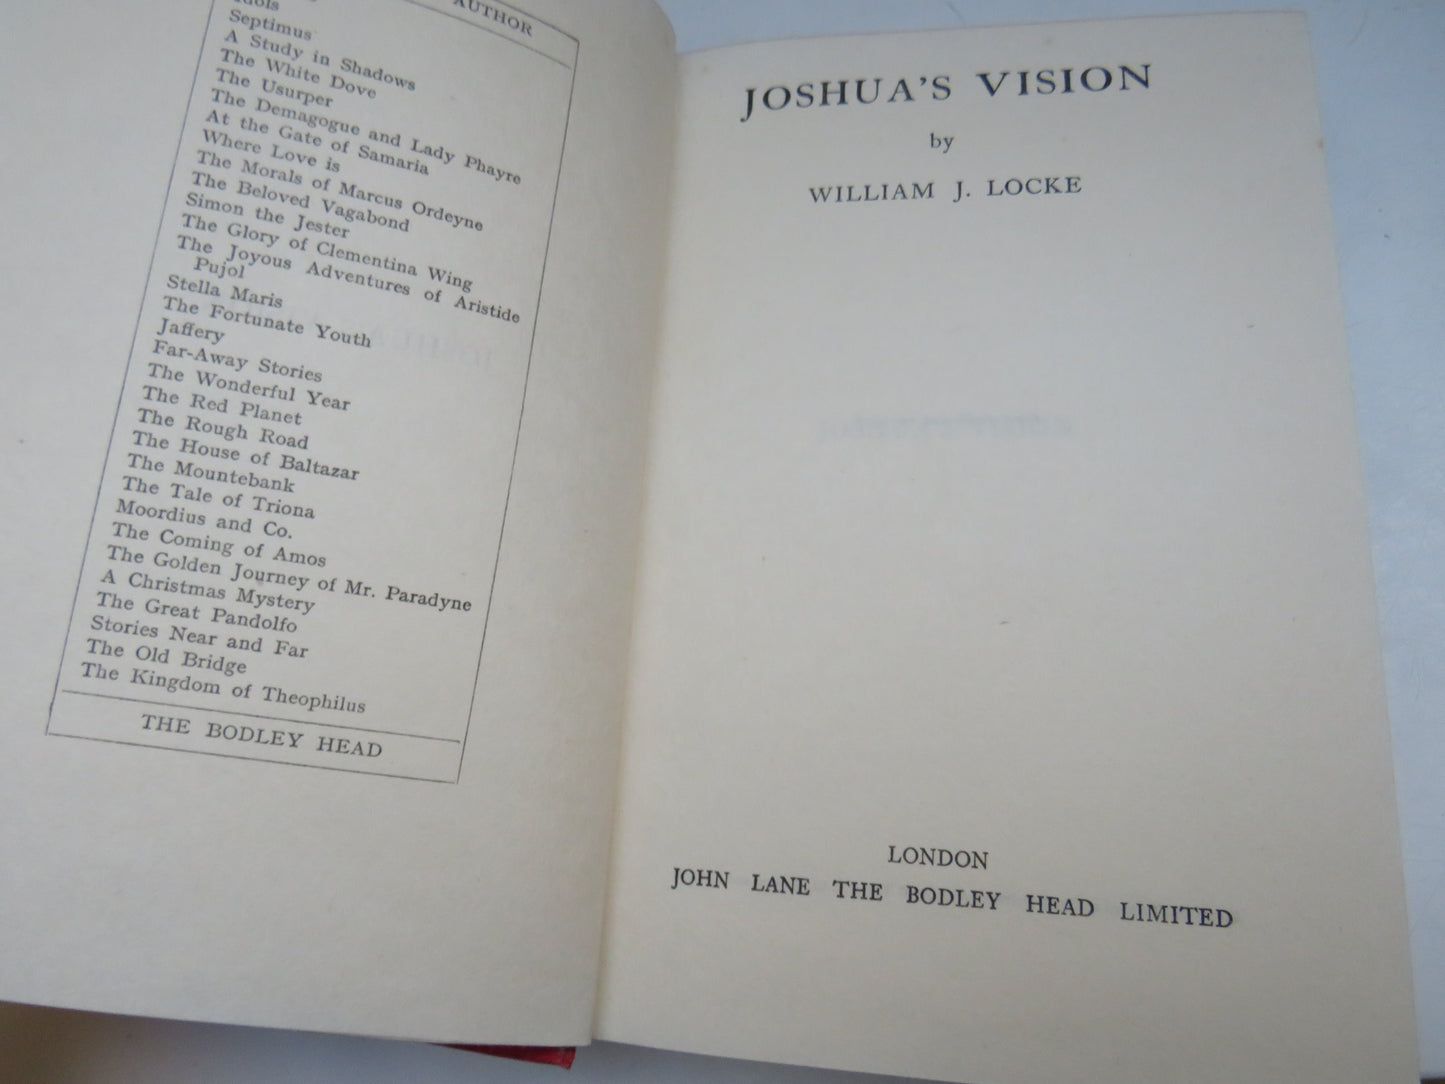 AUTHOR
Idols
Septimus
A Study in Shadows
The White Dove
The Usurper
The Demagogue and Lady Phayre
At the Gate of Samaria
Where Love is
The Morals of Marcus Ordeyne
The Beloved Vagabond
Simon the Jester
The Glory of Clementina Wing
The Joyous Adventures of Aristide
Pujol
Stella Maris
The Fortunate Youth
Jaffery
Far-Away Stories
The Wonderful Year
The Red Planet
The Rough Road
The House of Baltazar
The Mountebank
The Tale of Triona
Moordius and Co.
The Coming of Amos
The Golden Journey of Mr. Paradyne
A Christmas Mystery
The Great Pandolfo
Stories Near and Far
The Old Bridge
The Kingdom of Theophilus
THE BODLEY HEAD
JOSHUA'S VISION
by
WILLIAM J. LOCKE
LONDON
JOHN LANE THE BODLEY HEAD LIMITED